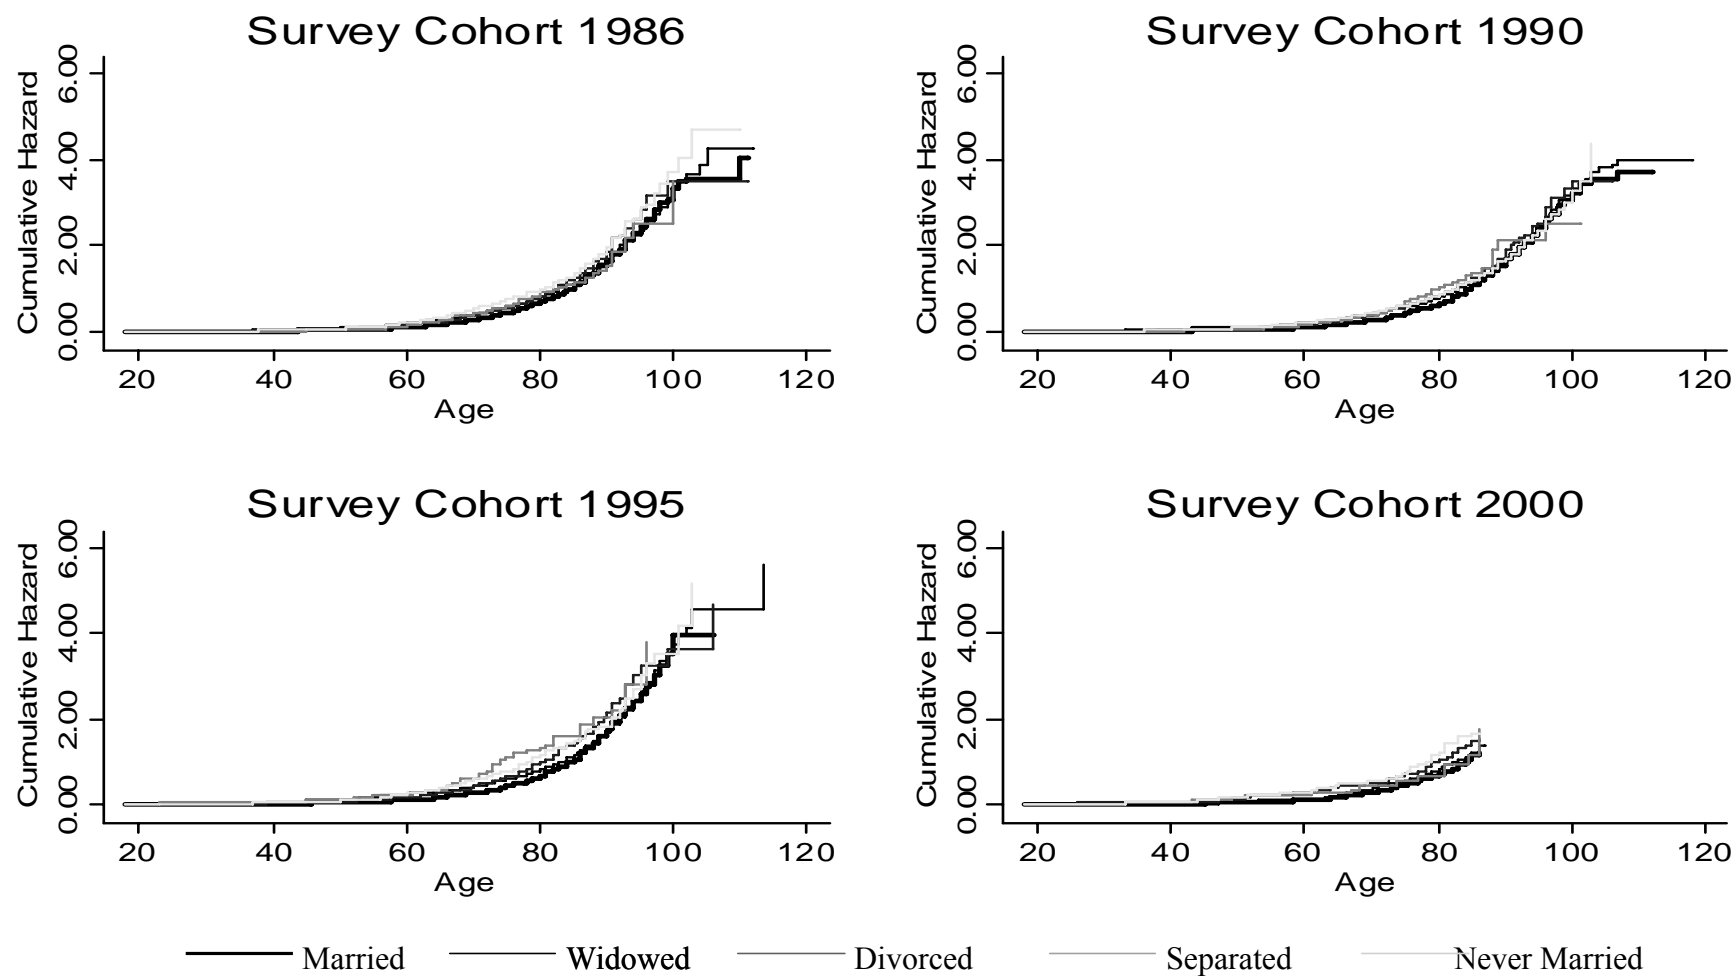 Survey Cohort 1986
Cumulative Hazard
6.00
4.00
2.00
0.00
20 40 60 80 100 120
Age
Survey Cohort 1990
Cumulative Hazard
6.00
4.00
2.00
0.00
20 40 60 80 100 120
Age
Survey Cohort 1995
Cumulative Hazard
6.00
4.00
2.00
0.00
20 40 60 80 100 120
Age
Survey Cohort 2000
Cumulative Hazard
6.00
4.00
2.00
0.00
20 40 60 80 100 120
Age
Married Widowed Divorced Separated Never Married